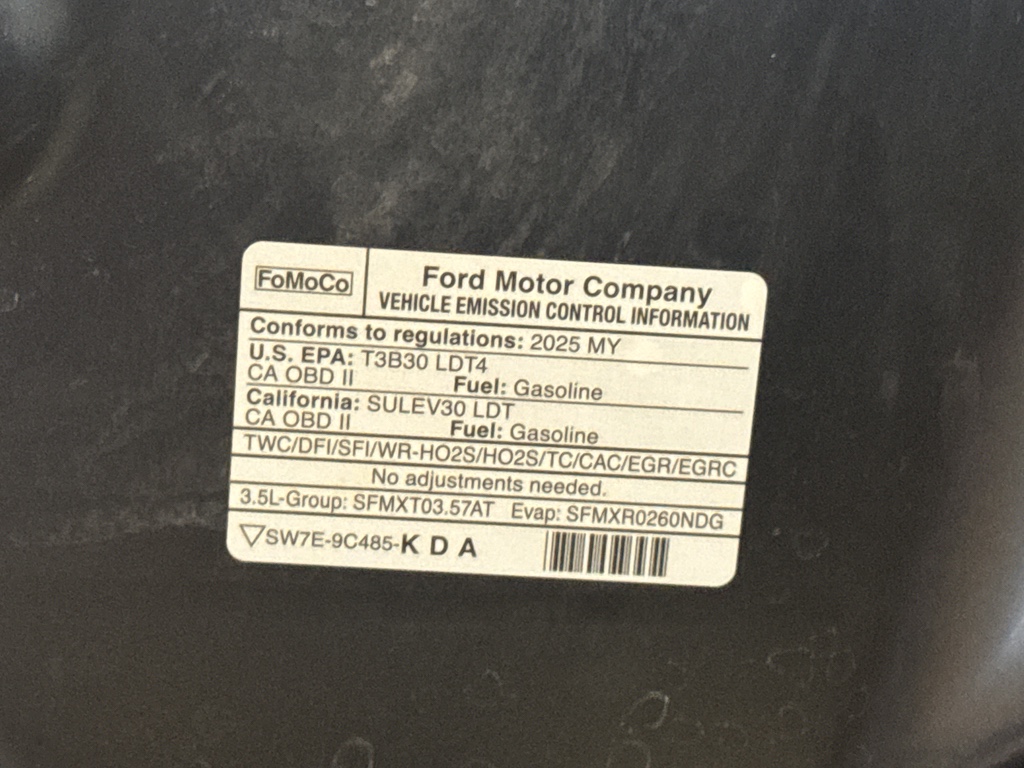 FoMoCo
Ford Motor Company
VEHICLE EMISSION CONTROL INFORMATION
Conforms to regulations: 2025 MY
U.S. EPA: T3B30 LDT4
CA OBD II Fuel: Gasoline
California: SULEV30 LDT
CA OBD II Fuel: Gasoline
TWC/DFI/SFI/WR-HO2S/HO2S/TC/CAC/EGR/EGRC
No adjustments needed.
3.5L-Group: SFMXT03.57AT Evap: SFMXR0260NDG
▽SW7E-9C485-K D A